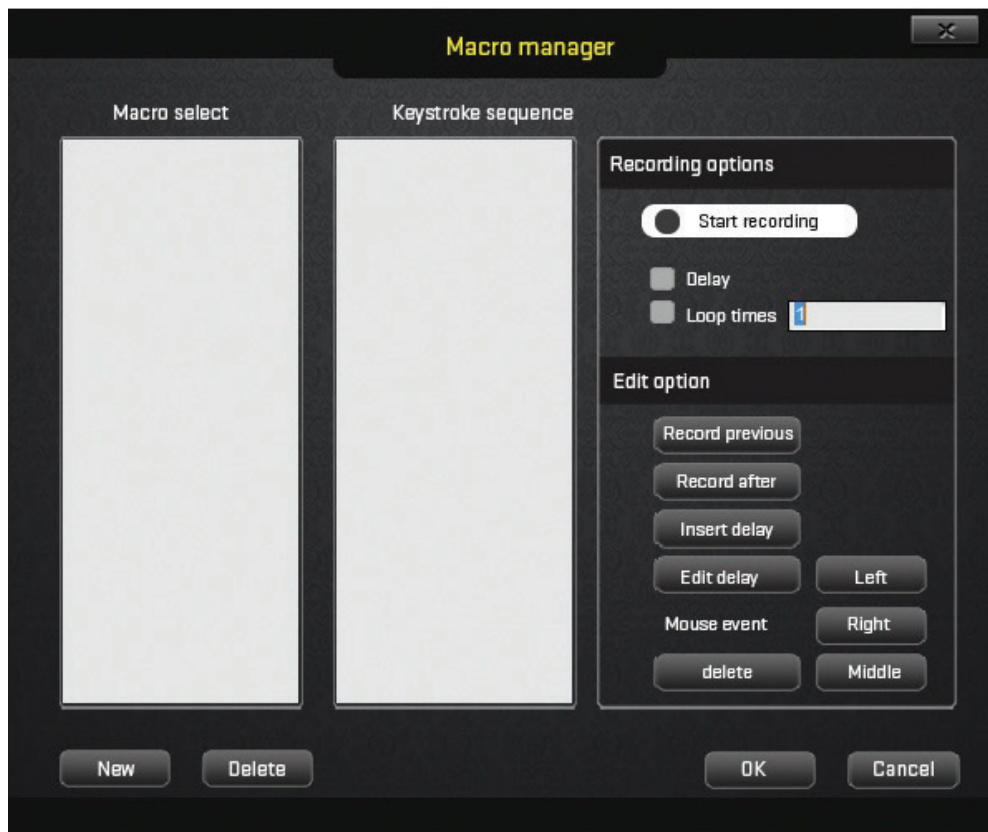 Macro manager
Macro select
Keystroke sequence
Recording options
Start recording
Delay
Loop times 1
Edit option
Record previous
Record after
Insert delay
Edit delay Left
Mouse event Right
delete Middle
New Delete OK Cancel